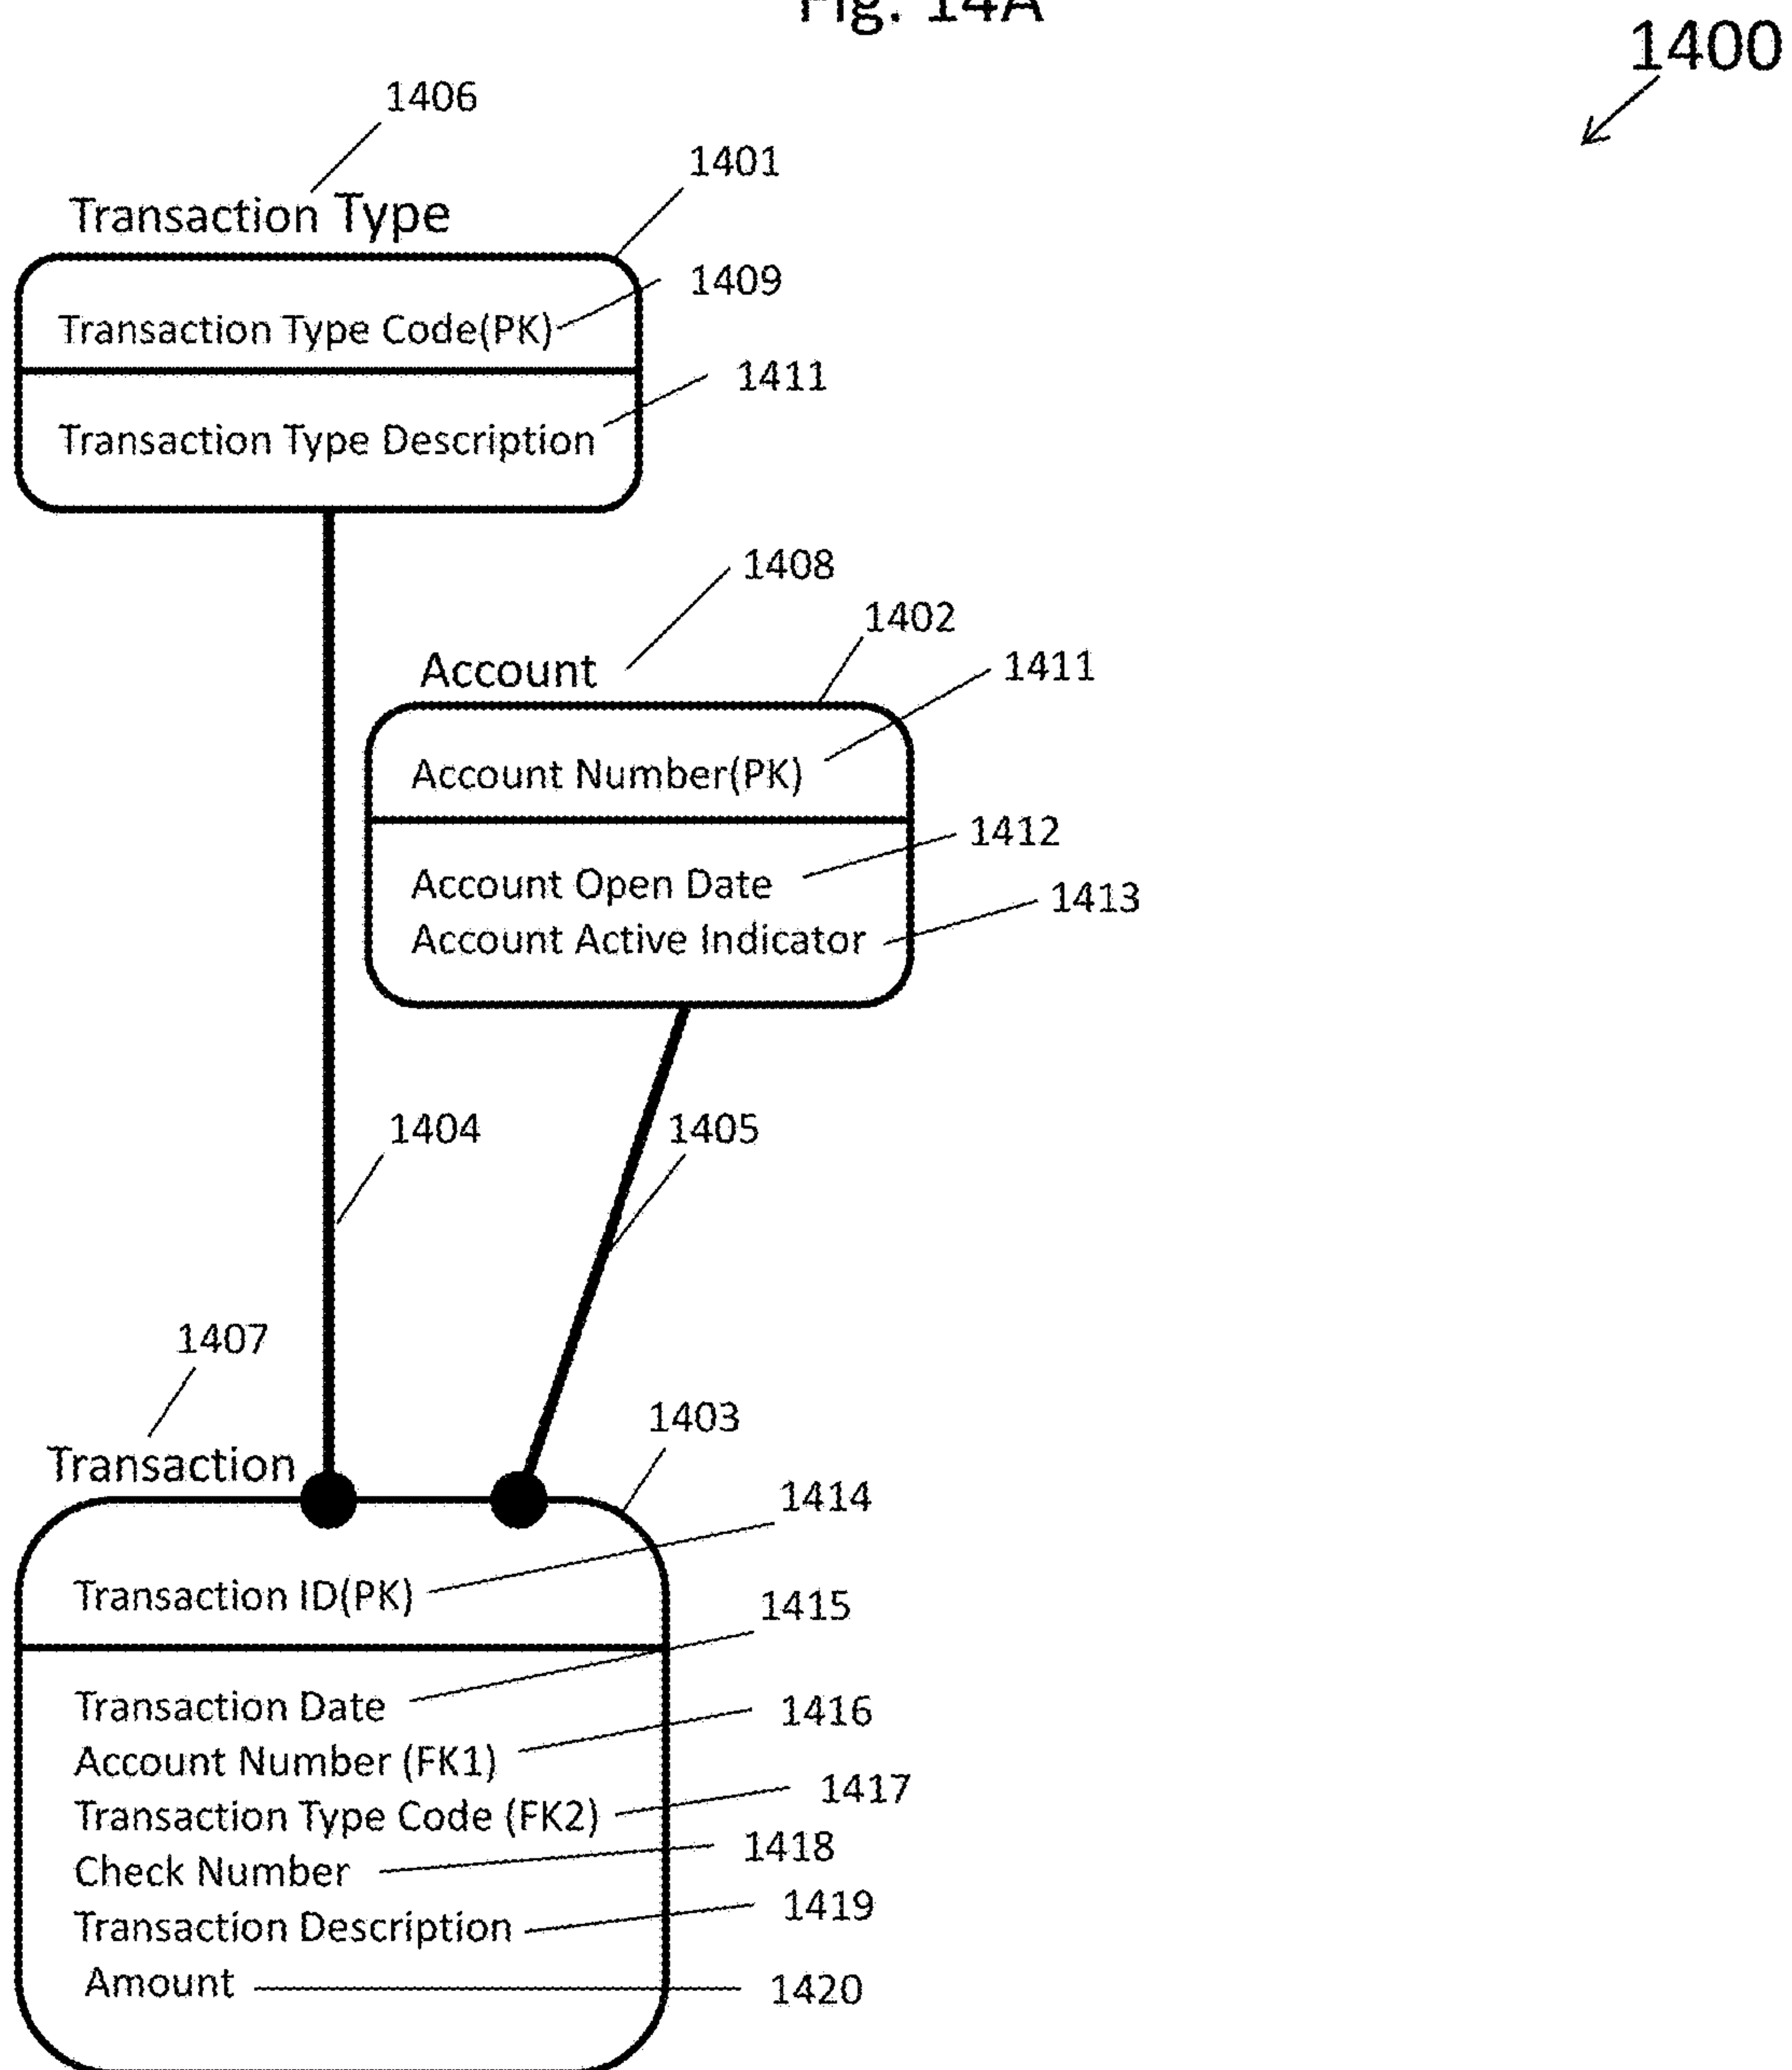 Fig. 14A
1400
1406
1401
Transaction Type
1409
Transaction Type Code(PK)
1411
Transaction Type Description
1408
1402
1411
Account
Account Number(PK)
1412
Account Open Date
1413
Account Active Indicator
1404
1405
1407
1403
Transaction
1414
Transaction ID(PK)
1415
Transaction Date
1416
Account Number (FK1)
1417
Transaction Type Code (FK2)
1418
Check Number
1419
Transaction Description
Amount
1420